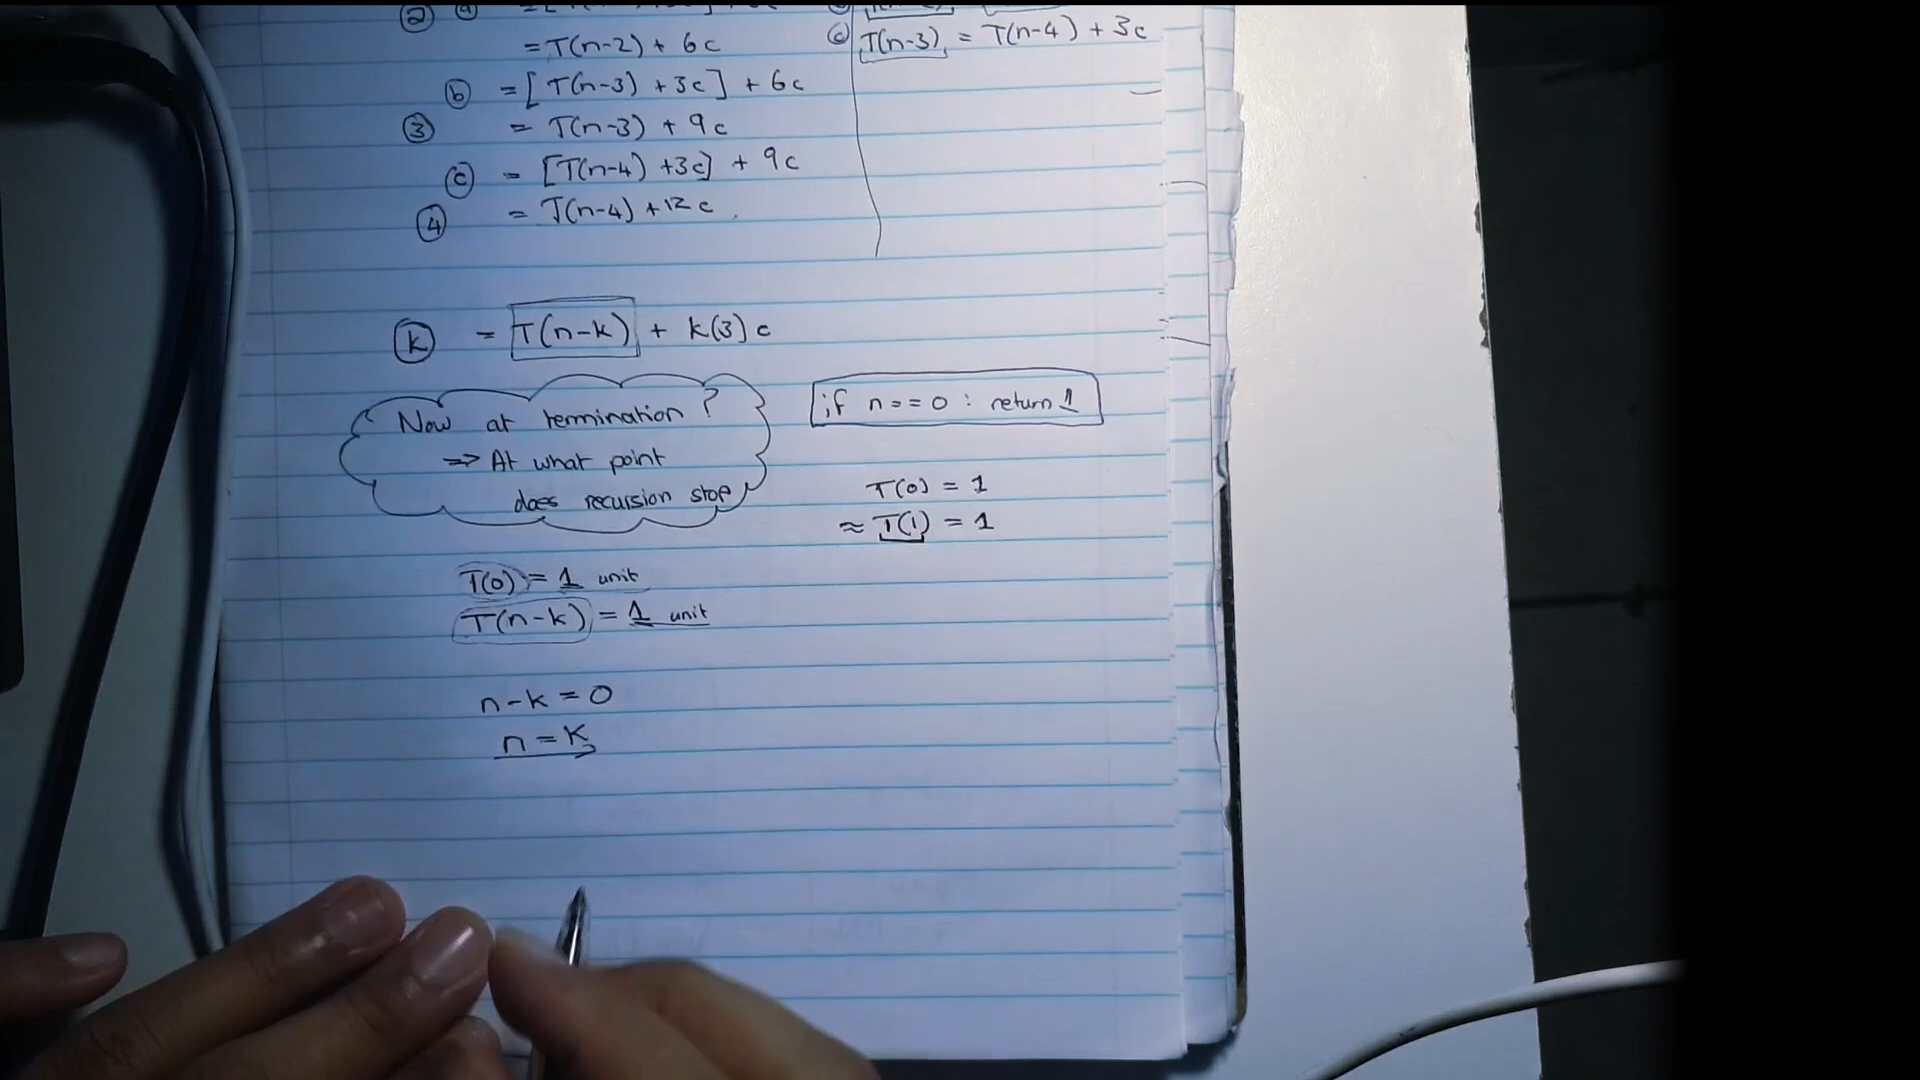 ② ⓐ
= T(n-2) + 6c
ⓑ = [T(n-3) + 3c] + 6c
③ = T(n-3) + 9c
ⓒ = [T(n-4) + 3c] + 9c
④ = T(n-4) + 12c
ⓒ T(n-3) = T(n-4) + 3c
ⓚ = T(n-k) + k(3)c
Now at termination?
⇒ At what point
does recursion stop
if n == 0 : return 1
T(0) = 1
≈ T(1) = 1
T(0) = 1 unit
T(n-k) = 1 unit
n-k = 0
n = k